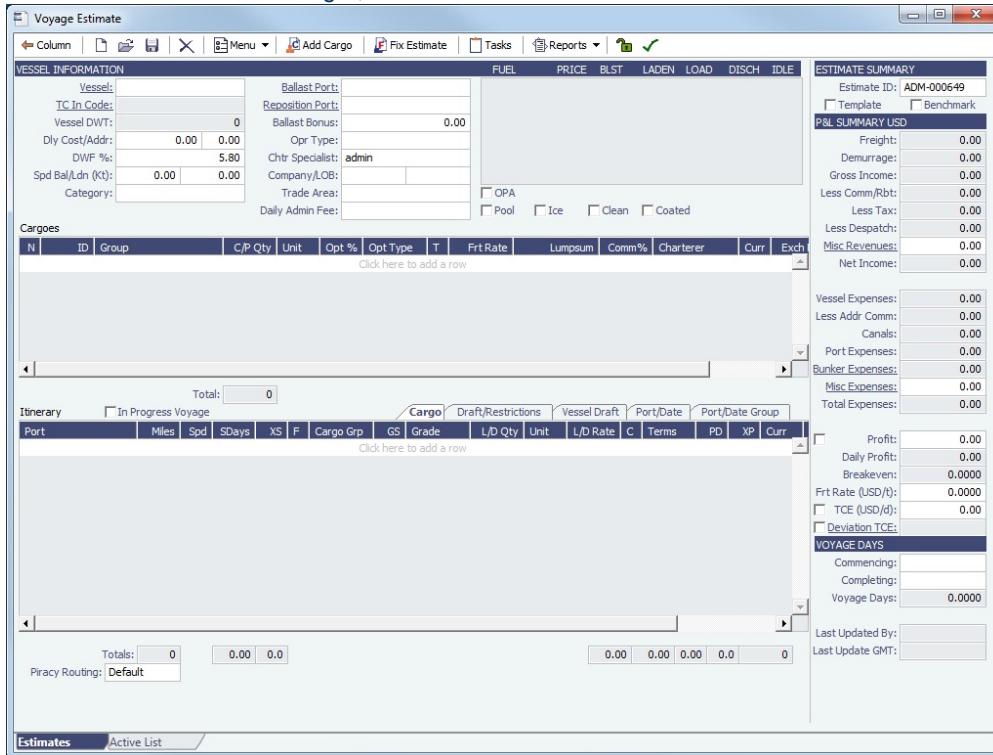 Voyage Estimate
Column Menu Add Cargo Fix Estimate Tasks Reports
VESSEL INFORMATION FUEL PRICE BLST LADEN LOAD DISCH IDLE ESTIMATE SUMMARY
Vessel: Ballast Port: Estimate ID: ADM-000649
TC In Code: Reposition Port: Template Benchmark
Vessel DWT: 0 Ballast Bonus: 0.00 P&L SUMMARY USD
Dly Cost/Addr: 0.00 0.00 Opr Type: Freight: 0.00
DWF %: 5.80 Chtr Specialist: admin Demurrage: 0.00
Spd Bal/Ldn (Kt): 0.00 0.00 Company/LOB: Gross Income: 0.00
Category: Trade Area: OPA Less Comm/Rbt: 0.00
Daily Admin Fee: Pool Ice Clean Coated Less Tax: 0.00
Cargoes Less Despatch: 0.00
N ID Group C/P Qty Unit Opt % Opt Type T Frt Rate Lumpsum Comm% Charterer Curr Exch Misc Revenues: 0.00
Click here to add a row Net Income: 0.00
Vessel Expenses: 0.00
Less Addr Comm: 0.00
Canals: 0.00
Port Expenses: 0.00
Bunker Expenses: 0.00
Total: 0 Misc Expenses: 0.00
Itinerary In Progress Voyage Cargo Draft/Restrictions Vessel Draft Port/Date Port/Date Group Total Expenses: 0.00
Port Miles Spd SDays XS F Cargo Grp GS Grade L/D Qty Unit L/D Rate C Terms PD XP Curr
Click here to add a row Profit: 0.00
Daily Profit: 0.00
Breakeven: 0.0000
Frt Rate (USD/t): 0.0000
TCE (USD/d): 0.00
Deviation TCE:
VOYAGE DAYS
Commencing:
Completing:
Voyage Days: 0.0000
Last Updated By:
Totals: 0 0.00 0.0 0.00 0.00 0.00 0.0 0 Last Update GMT:
Piracy Routing: Default
Estimates Active List